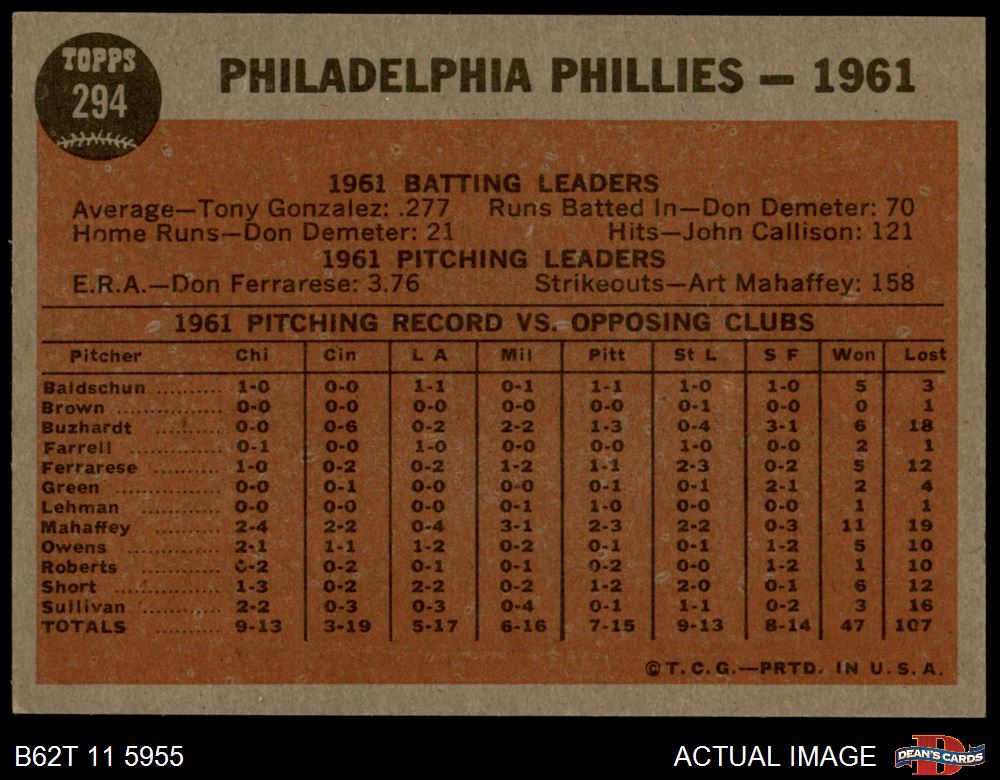 TOPPS
294
PHILADELPHIA PHILLIES — 1961
1961 BATTING LEADERS
Average—Tony Gonzalez: .277 Runs Batted In—Don Demeter: 70
Home Runs—Don Demeter: 21 Hits—John Callison: 121
1961 PITCHING LEADERS
E.R.A.—Don Ferrarese: 3.76 Strikeouts—Art Mahaffey: 158
1961 PITCHING RECORD VS. OPPOSING CLUBS
Pitcher Chi Cin L A Mil Pitt St L S F Won Lost
Baldschun .......... 1-0 0-0 1-1 0-1 1-1 1-0 1-0 5 3
Brown ................ 0-0 0-0 0-0 0-0 0-0 0-1 0-0 0 1
Buzhardt .......... 0-0 0-6 0-2 2-2 1-3 0-4 3-1 6 18
Farrell .............. 0-1 0-0 1-0 0-0 0-0 1-0 0-0 2 1
Ferrarese .......... 1-0 0-2 0-2 1-2 1-1 2-3 0-2 5 12
Green ................ 0-0 0-1 0-0 0-0 0-1 0-1 2-1 2 4
Lehman .............. 0-0 0-0 0-0 0-1 1-0 0-0 0-0 1 1
Mahaffey .......... 2-4 2-2 0-4 3-1 2-3 2-2 0-3 11 19
Owens .............. 2-1 1-1 1-2 0-2 0-1 0-1 1-2 5 10
Roberts ............ 0-2 0-2 0-1 0-1 0-2 0-0 1-2 1 10
Short ................ 1-3 0-2 2-2 0-2 1-2 2-0 0-1 6 12
Sullivan ............ 2-2 0-3 0-3 0-4 0-1 1-1 0-2 3 16
TOTALS .......... 9-13 3-19 5-17 6-16 7-15 9-13 8-14 47 107
©T.C.G.—PRTD. IN U.S.A.
B62T 11 5955 ACTUAL IMAGE D DEAN'S CARDS